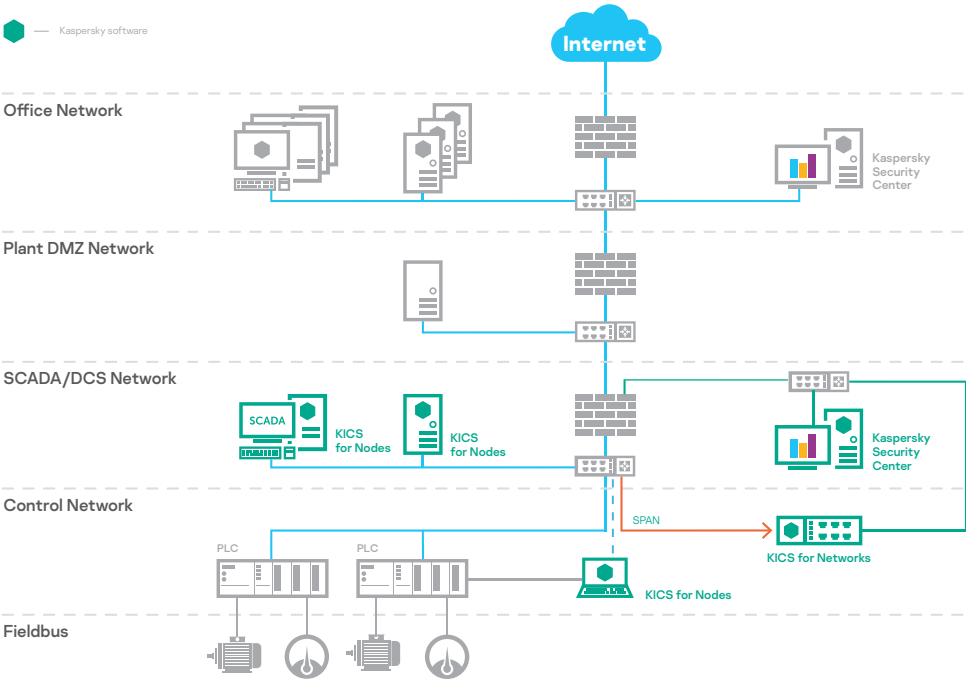 Kaspersky software
Internet
Office Network
Kaspersky
Security
Center
Plant DMZ Network
SCADA/DCS Network
SCADA
KICS
for Nodes
KICS
for Nodes
Kaspersky
Security
Center
Control Network
SPAN
PLC
PLC
KICS for Networks
KICS for Nodes
Fieldbus